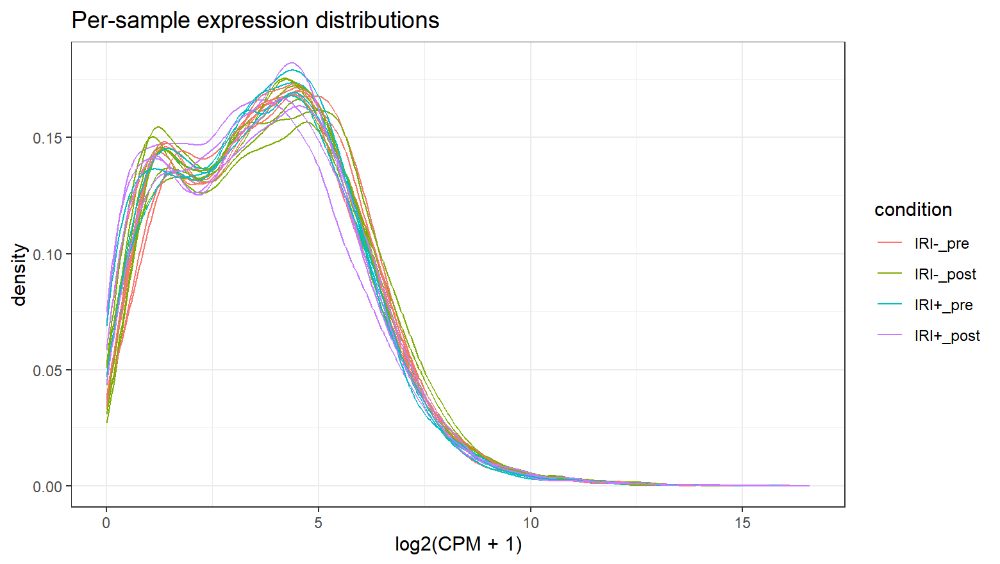 Per-sample expression distributions
density
0.15
0.10
0.05
0.00
0
5
10
15
log2(CPM + 1)
condition
IRI-_pre
IRI-_post
IRI+_pre
IRI+_post